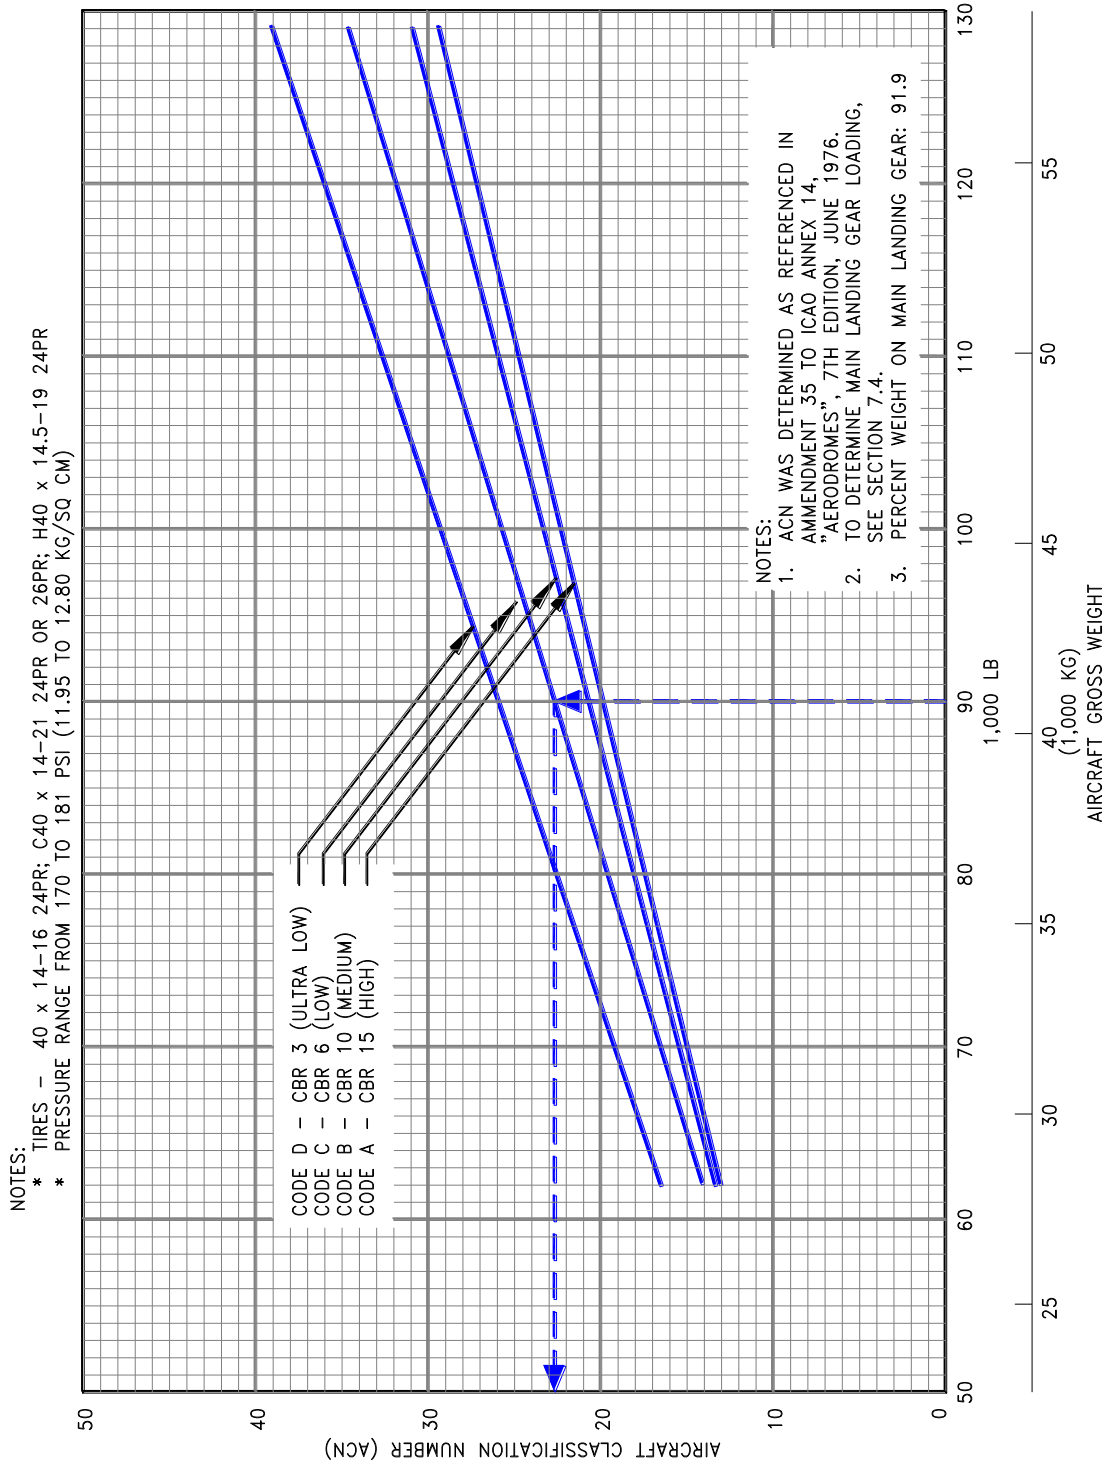 NOTES:
* TIRES – 40 x 14–16 24PR; C40 x 14–21 24PR OR 26PR; H40 x 14.5–19 24PR
* PRESSURE RANGE FROM 170 TO 181 PSI (11.95 TO 12.80 KG/SQ CM)
AIRCRAFT CLASSIFICATION NUMBER (ACN)
50
40
30
20
10
0
CODE D – CBR 3 (ULTRA LOW)
CODE C – CBR 6 (LOW)
CODE B – CBR 10 (MEDIUM)
CODE A – CBR 15 (HIGH)
NOTES:
1. ACN WAS DETERMINED AS REFERENCED IN
AMMENDMENT 35 TO ICAO ANNEX 14,
"AERODROMES", 7TH EDITION, JUNE 1976.
2. TO DETERMINE MAIN LANDING GEAR LOADING,
SEE SECTION 7.4.
3. PERCENT WEIGHT ON MAIN LANDING GEAR: 91.9
50 60 70 80 90 100 110 120 130
1,000 LB
25 30 35 40 45 50 55
(1,000 KG)
AIRCRAFT GROSS WEIGHT